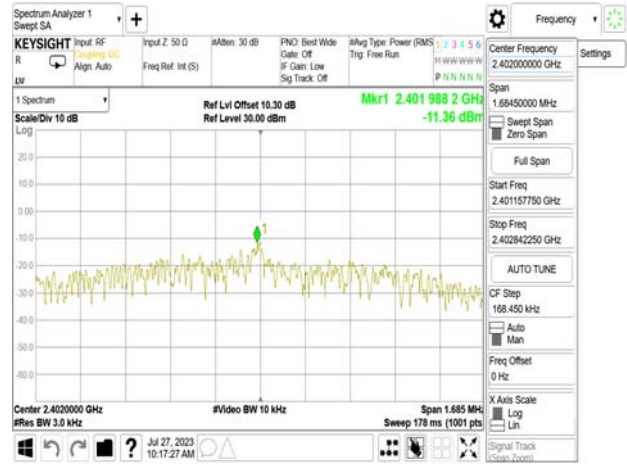 Spectrum Analyzer 1
Swept SA
Frequency
KEYSIGHT
Input: RF
Coupling: DC
Align: Auto
Input Z: 50 Ω
Freq Ref: Int (S)
#Atten: 30 dB
PNO: Best Wide
Gate: Off
IF Gain: Low
Sig Track: Off
#Avg Type: Power (RMS
Trig: Free Run
1 2 3 4 5 6
M W W W W W
P N N N N N
R
LVI
1 Spectrum
Scale/Div 10 dB
Log
Ref Lvl Offset 10.30 dB
Ref Level 30.00 dBm
Mkr1 2.401 988 2 GHz
-11.36 dBm
20.0
10.0
0.00
-10.0
-20.0
-30.0
-40.0
-50.0
-60.0
1
Center 2.4020000 GHz
#Res BW 3.0 kHz
#Video BW 10 kHz
Span 1.685 MHz
Sweep 178 ms (1001 pts
?
Jul 27, 2023
10:17:27 AM
Center Frequency
2.402000000 GHz
Settings
Span
1.68450000 MHz
Swept Span
Zero Span
Full Span
Start Freq
2.401157750 GHz
Stop Freq
2.402842250 GHz
AUTO TUNE
CF Step
168.450 kHz
Auto
Man
Freq Offset
0 Hz
X Axis Scale
Log
Lin
Signal Track
(Span Zoom)